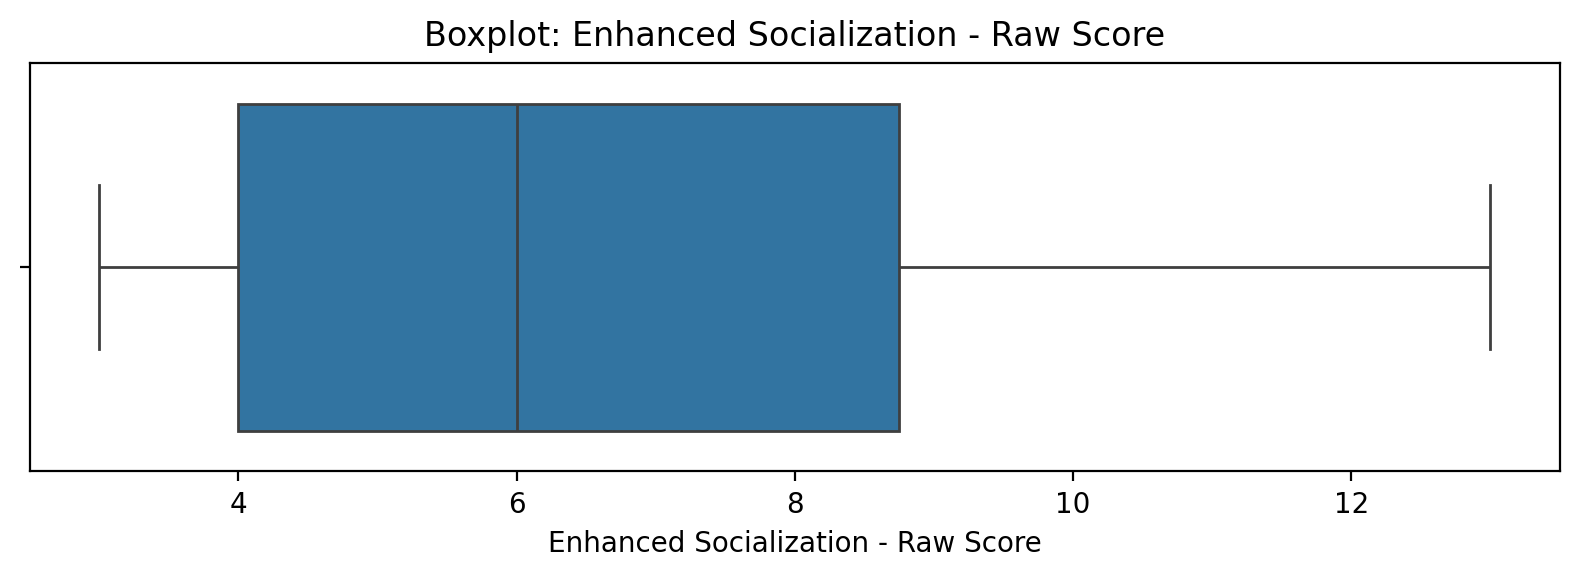 Boxplot: Enhanced Socialization - Raw Score
4 6 8 10 12
Enhanced Socialization - Raw Score